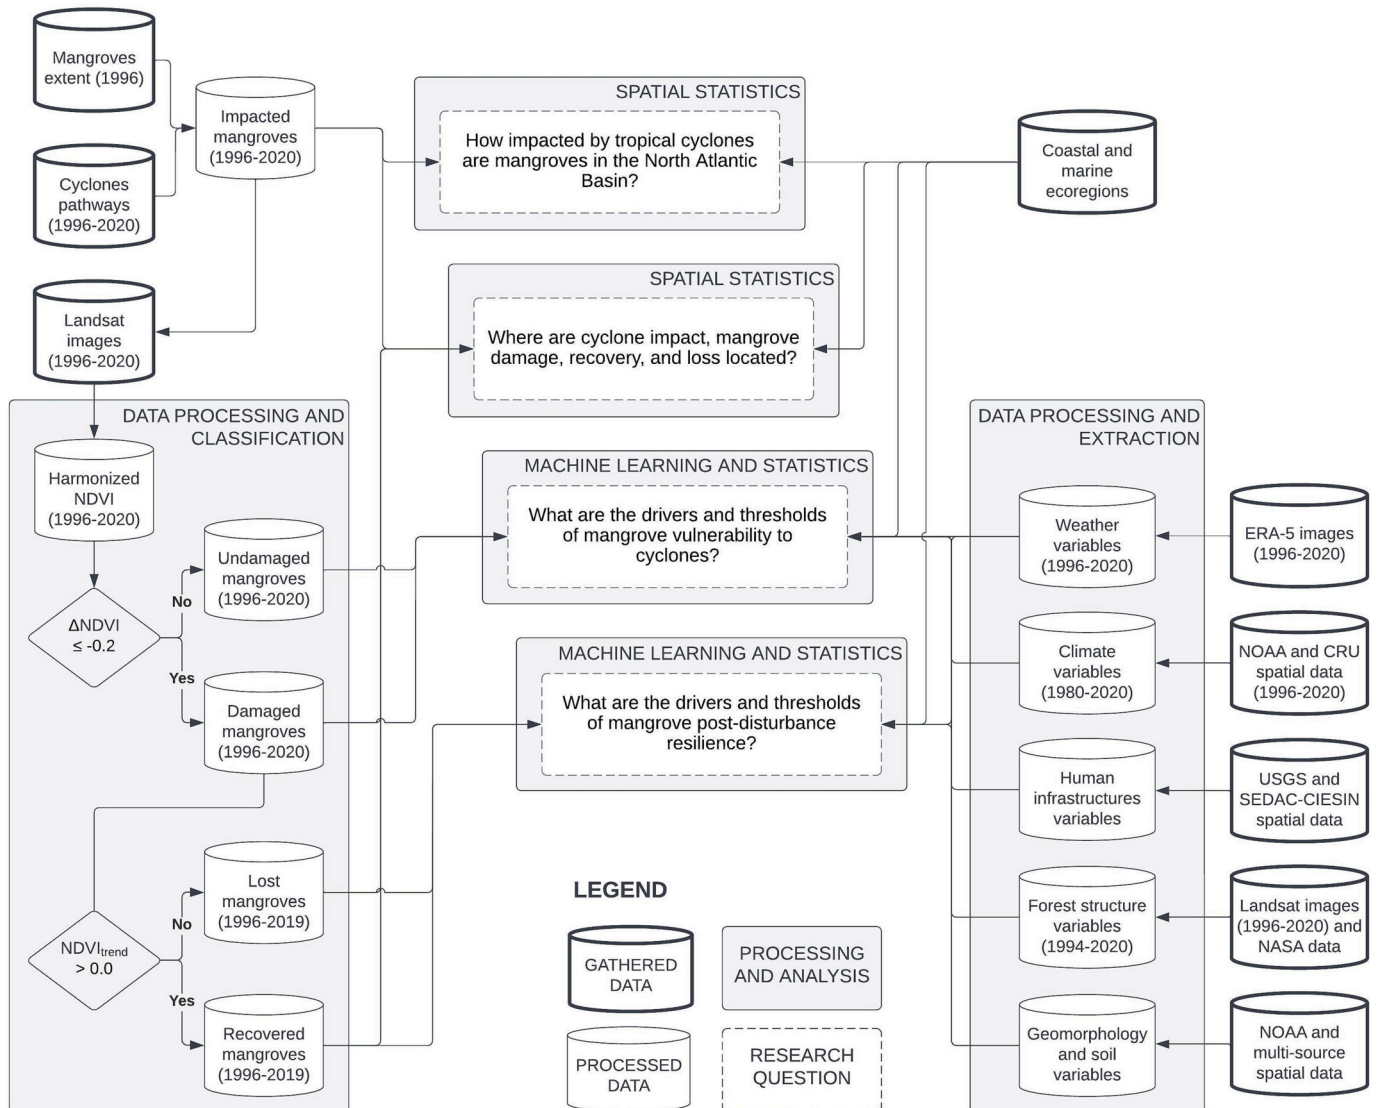 Mangroves
extent (1996)
Cyclones
pathways
(1996-2020)
Impacted
mangroves
(1996-2020)
Landsat
images
(1996-2020)
SPATIAL STATISTICS
How impacted by tropical cyclones
are mangroves in the North Atlantic
Basin?
Coastal and
marine
ecoregions
SPATIAL STATISTICS
Where are cyclone impact, mangrove
damage, recovery, and loss located?
DATA PROCESSING AND
CLASSIFICATION
Harmonized
NDVI
(1996-2020)
ΔNDVI
≤ -0.2
No
Yes
Undamaged
mangroves
(1996-2020)
Damaged
mangroves
(1996-2020)
NDVItrend
> 0.0
No
Yes
Lost
mangroves
(1996-2019)
Recovered
mangroves
(1996-2019)
MACHINE LEARNING AND STATISTICS
What are the drivers and thresholds
of mangrove vulnerability to
cyclones?
MACHINE LEARNING AND STATISTICS
What are the drivers and thresholds
of mangrove post-disturbance
resilience?
DATA PROCESSING AND
EXTRACTION
Weather
variables
(1996-2020)
ERA-5 images
(1996-2020)
Climate
variables
(1980-2020)
NOAA and CRU
spatial data
(1996-2020)
Human
infrastructures
variables
USGS and
SEDAC-CIESIN
spatial data
Forest structure
variables
(1994-2020)
Landsat images
(1996-2020) and
NASA data
Geomorphology
and soil
variables
NOAA and
multi-source
spatial data
LEGEND
GATHERED
DATA
PROCESSING
AND ANALYSIS
PROCESSED
DATA
RESEARCH
QUESTION